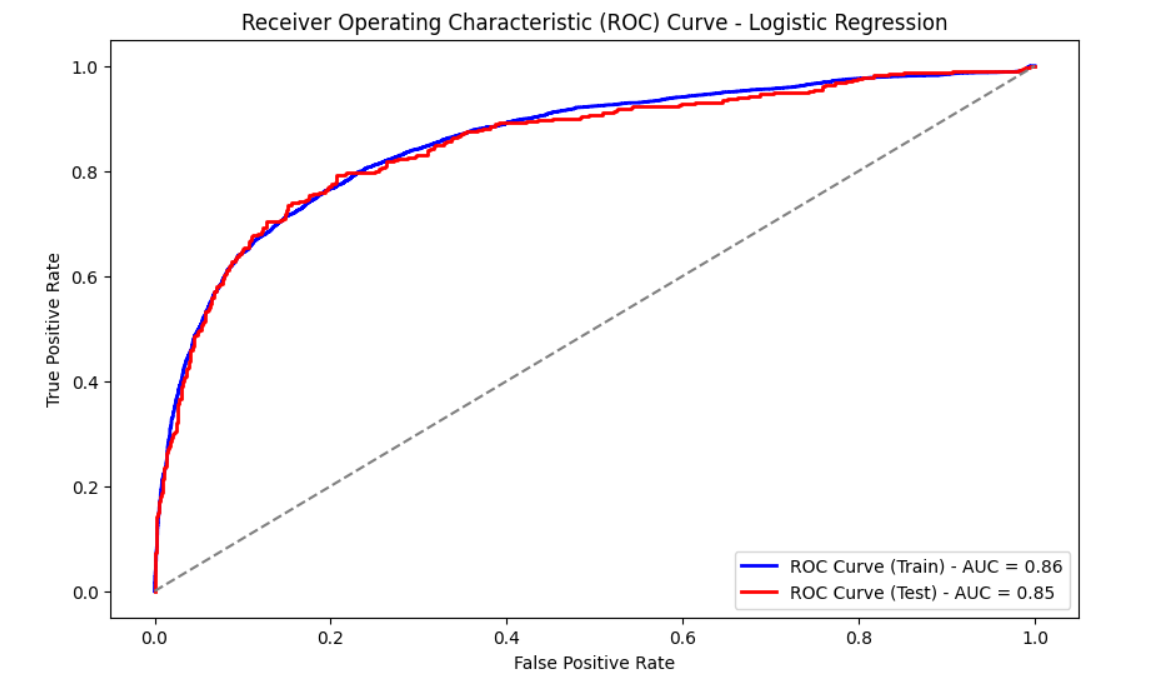 Receiver Operating Characteristic (ROC) Curve - Logistic Regression
1.0
0.8
0.6
0.4
0.2
0.0
True Positive Rate
0.0 0.2 0.4 0.6 0.8 1.0
False Positive Rate
ROC Curve (Train) - AUC = 0.86
ROC Curve (Test) - AUC = 0.85